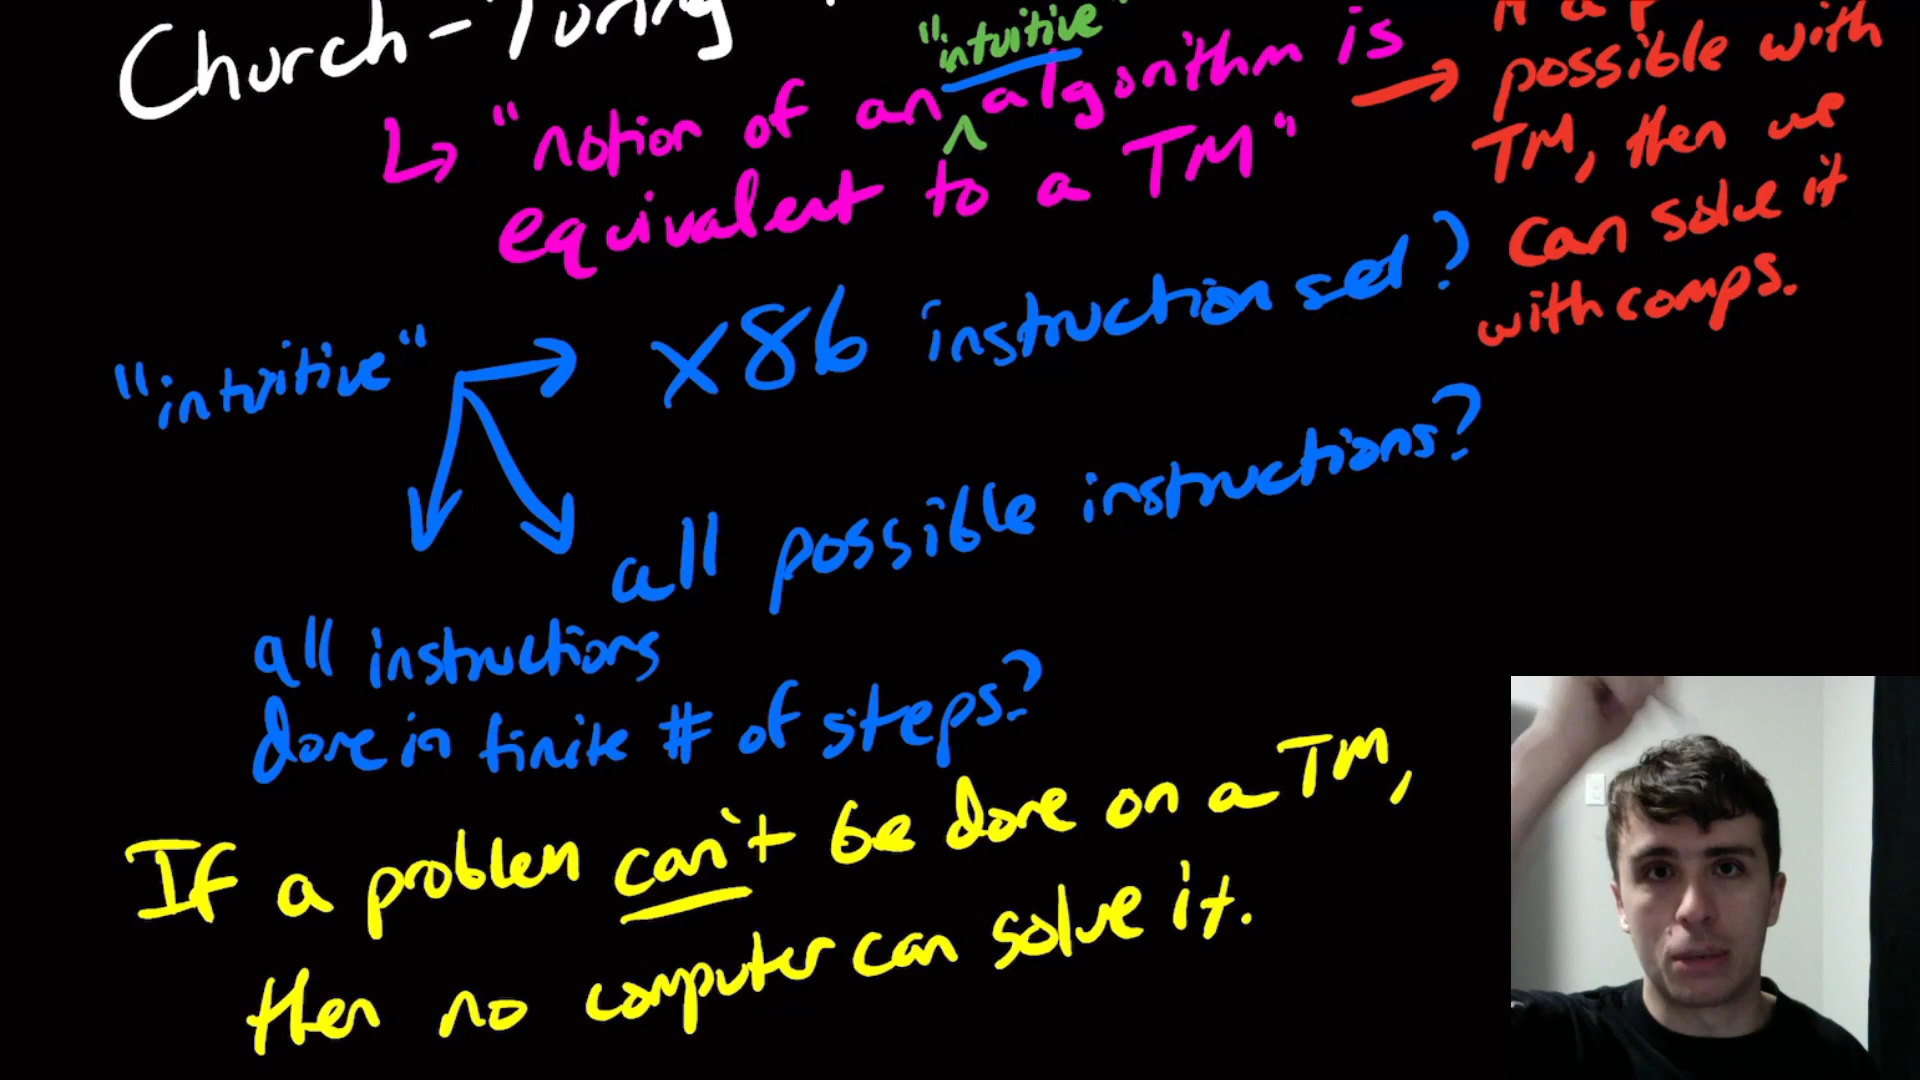 Church-Turing
"intuitive"
↳ "notion of an ^ algorithm is
equivalent to a TM"
→ possible with
TM, then we
can solve it
with comps.
"intuitive" → x86 instruction set?
all possible instructions?
all instructions
done in finite # of steps?
If a problem can't be done on a TM,
then no computer can solve it.